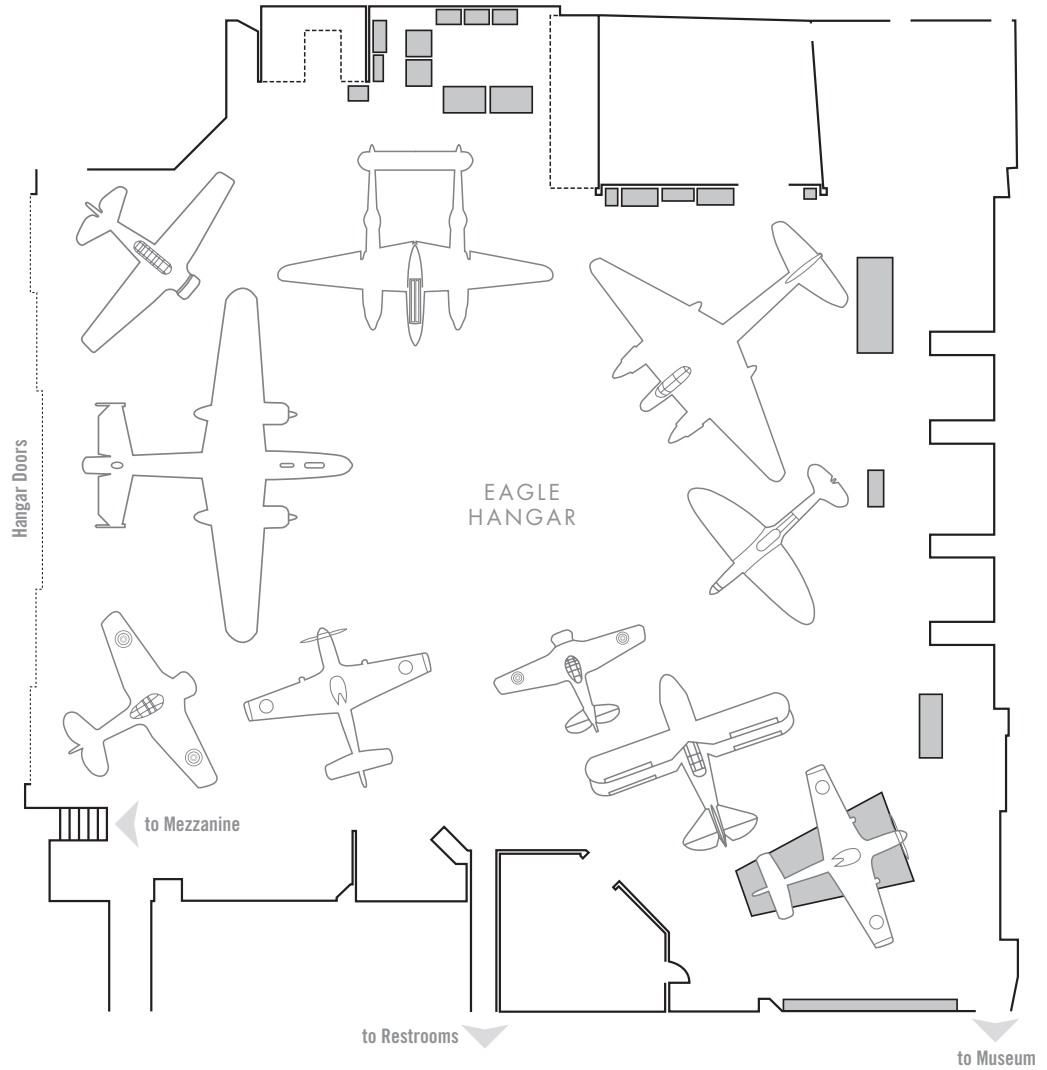 Hangar Doors
EAGLE
HANGAR
to Mezzanine
to Restrooms
to Museum